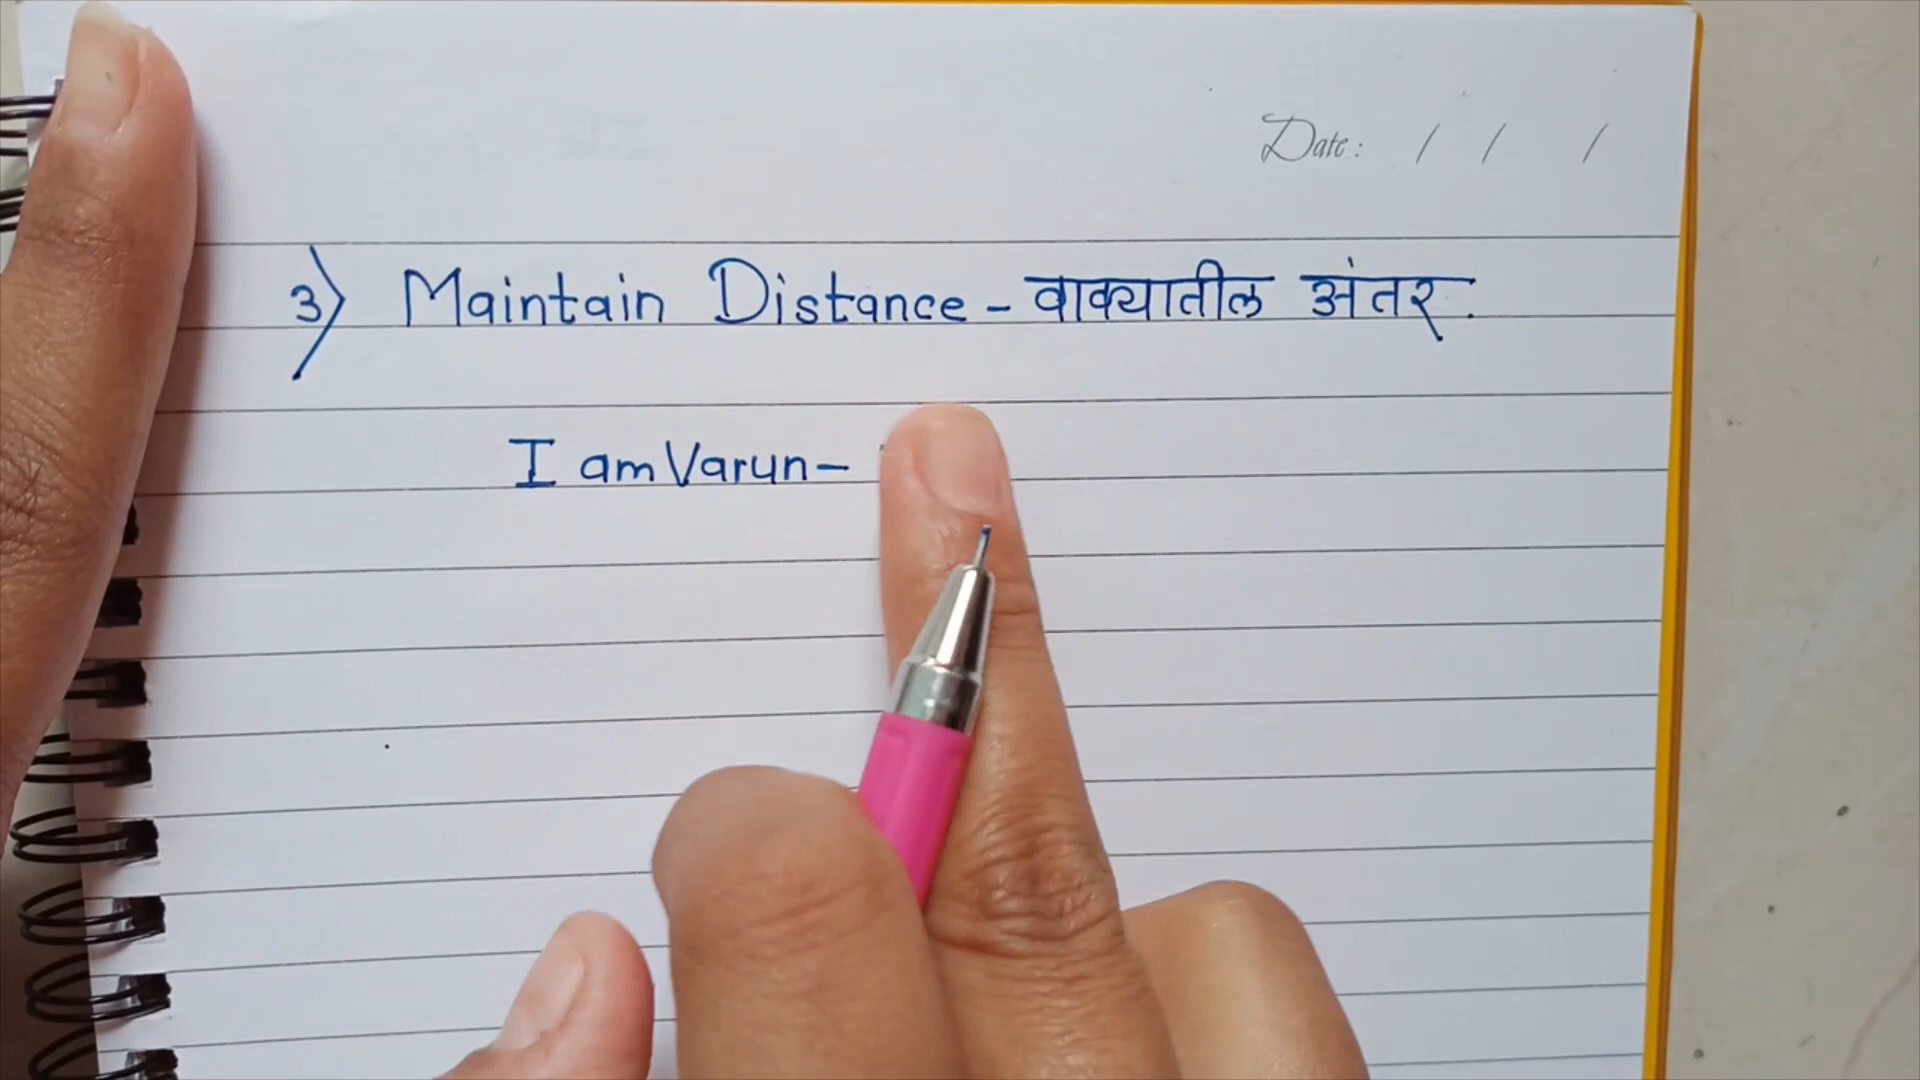 Date: / / /
3) Maintain Distance - वाक्यातील अंतर.
I am Varun -